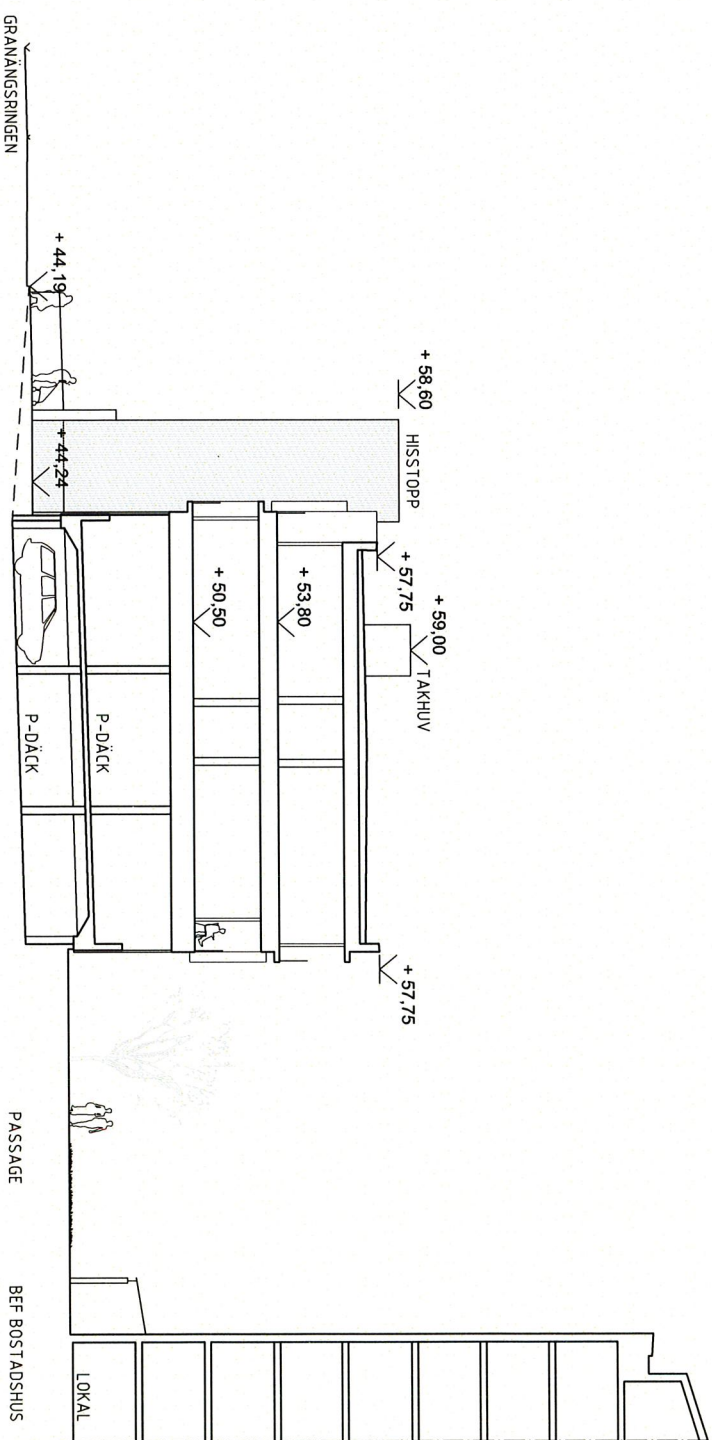 + 58,60
HISSTOPP
+ 57,75
+ 59,00
TAKHUV
+ 57,75
+ 53,80
+ 50,50
+ 44,19
+ 44,24
P-DÄCK
P-DÄCK
LOKAL
GRANÄNGSRINGEN
PASSAGE
BEF BOSTADSHUS